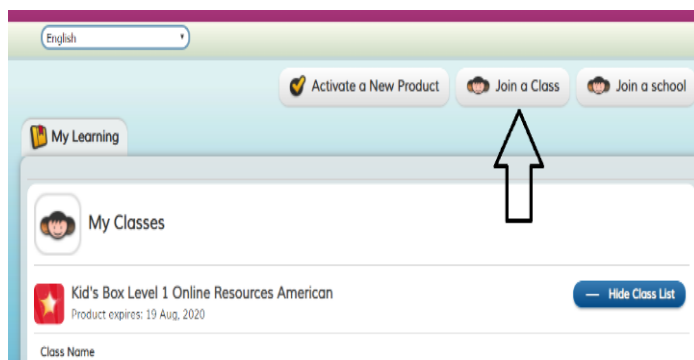 English
Activate a New Product
Join a Class
Join a school
My Learning
My Classes
Kid's Box Level 1 Online Resources American
Product expires: 19 Aug, 2020
— Hide Class List
Class Name